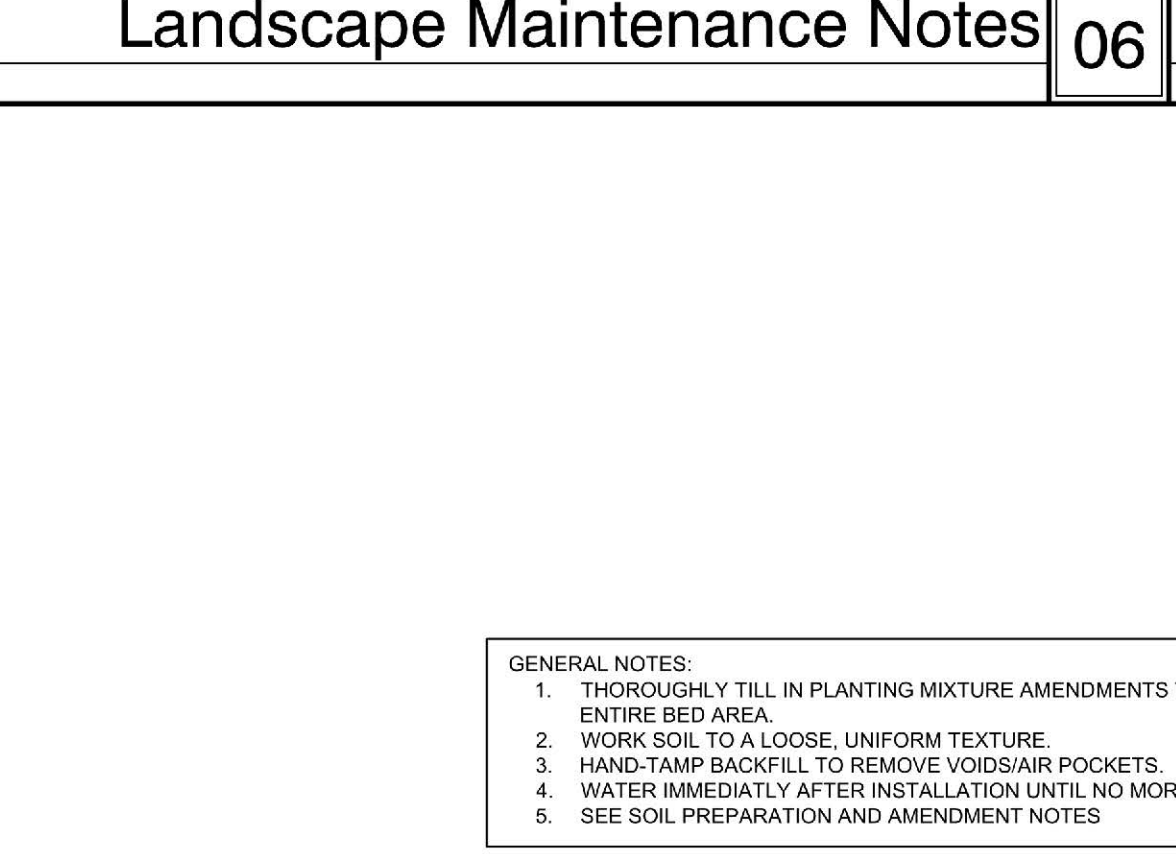 Landscape Maintenance Notes 06
GENERAL NOTES:
1. THOROUGHLY TILL IN PLANTING MIXTURE AMENDMENTS
ENTIRE BED AREA.
2. WORK SOIL TO A LOOSE, UNIFORM TEXTURE.
3. HAND-TAMP BACKFILL TO REMOVE VOIDS/AIR POCKETS.
4. WATER IMMEDIATLY AFTER INSTALLATION UNTIL NO MOR
5. SEE SOIL PREPARATION AND AMENDMENT NOTES